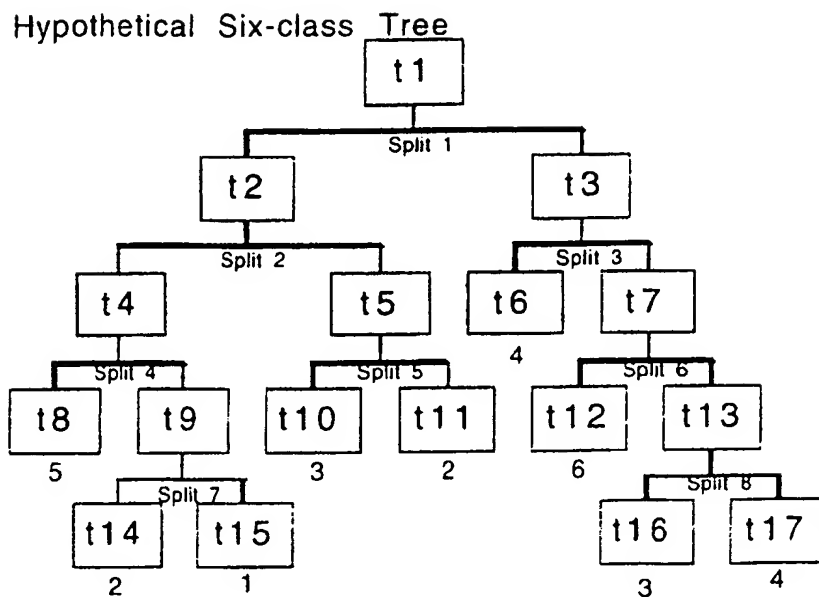 Hypothetical Six-class Tree
t1
Split 1
t2
t3
Split 2
Split 3
t4
t5
t6
t7
4
Split 4
Split 5
Split 6
t8
t9
t10
t11
t12
t13
5
3
2
6
Split 7
Split 8
t14
t15
t16
t17
2
1
3
4